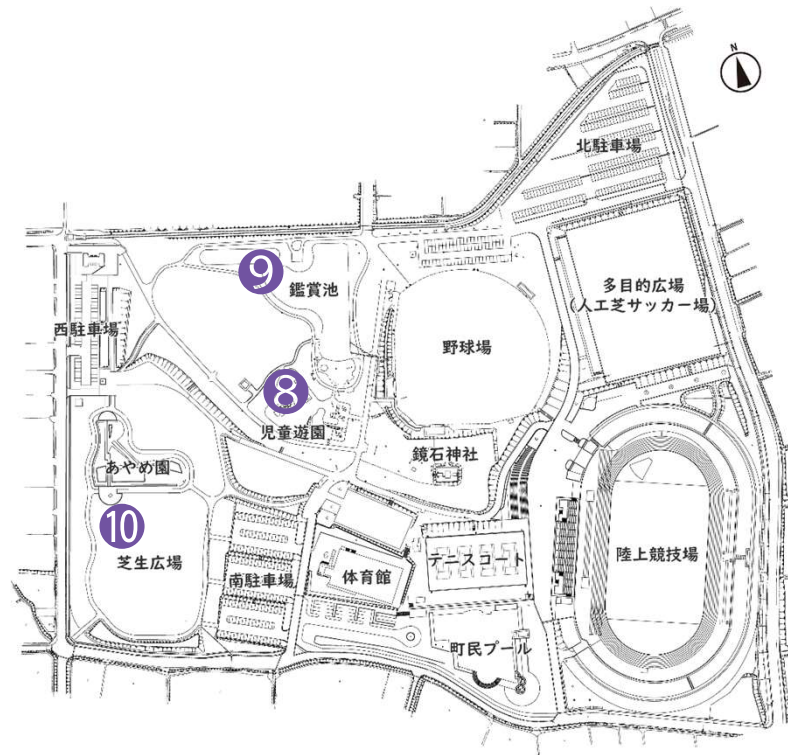 N
北駐車場
⑨
鑑賞池
多目的広場
(人工芝サッカー場)
西駐車場
野球場
⑧
児童遊園
鏡石神社
あやめ園
⑩
芝生広場
南駐車場
体育館
テニスコート
陸上競技場
町民プール